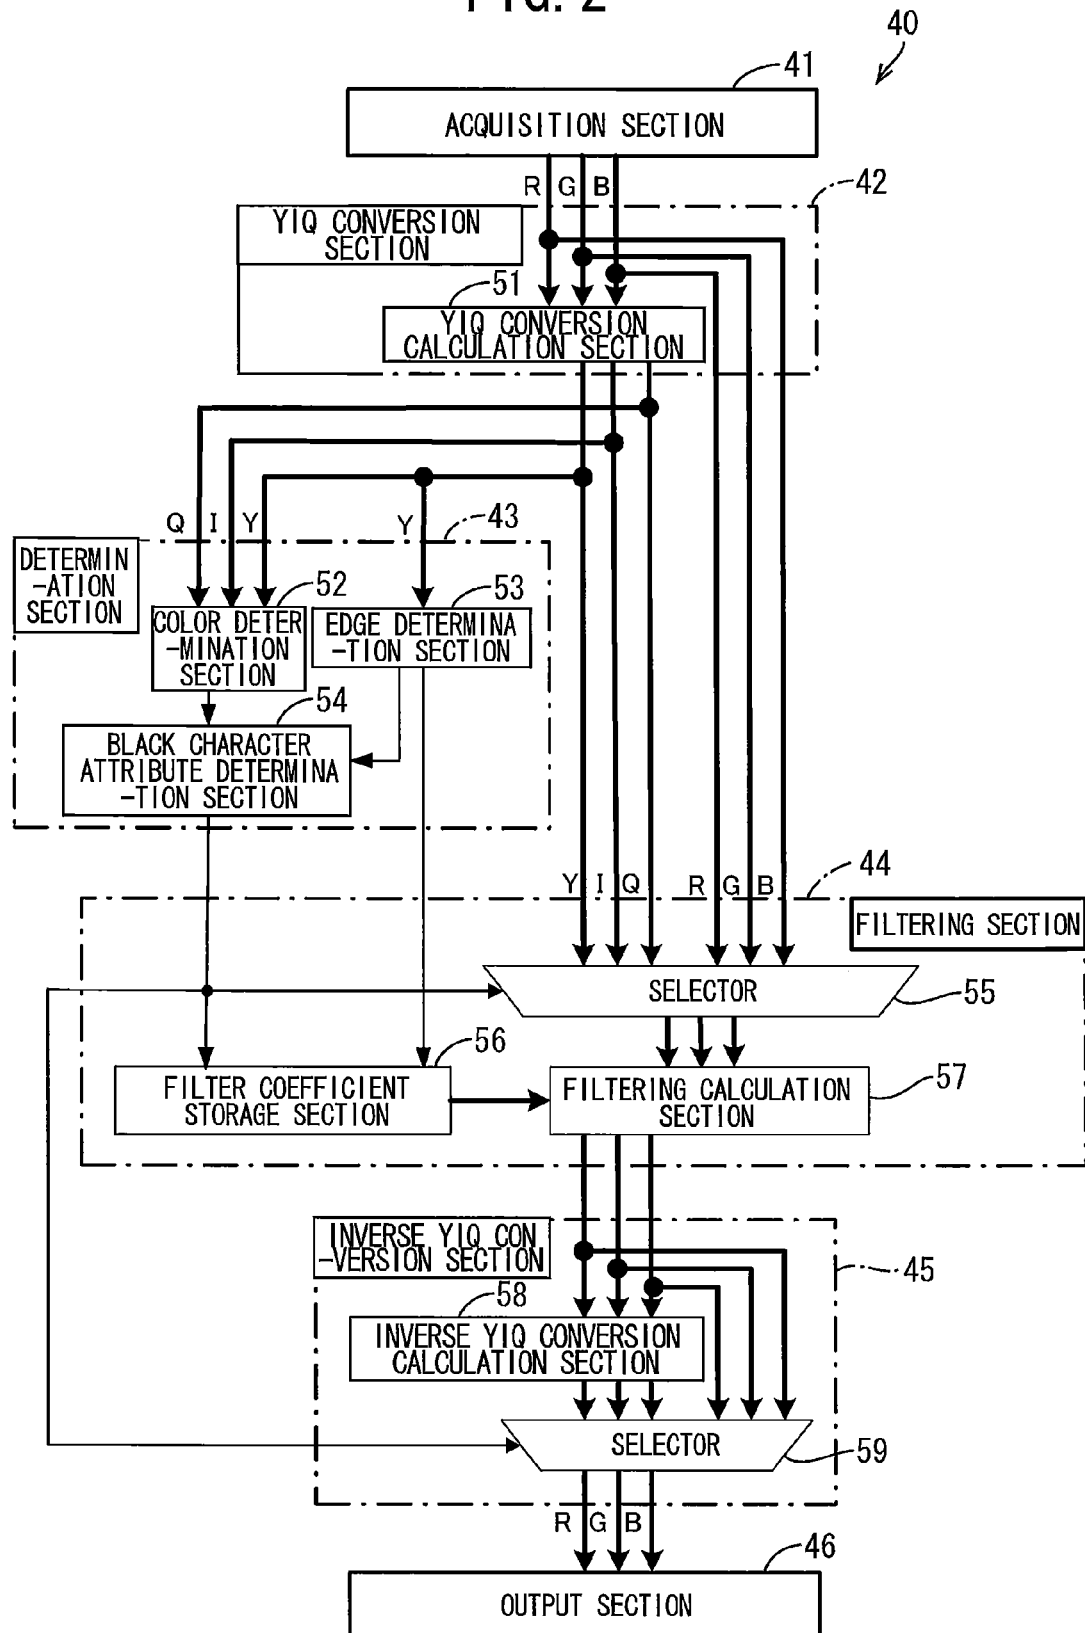 FIG. 2
40
41
ACQUISITION SECTION
R G B
42
YIQ CONVERSION
SECTION
51
YIQ CONVERSION
CALCULATION SECTION
Q I Y
Y
43
DETERMIN
-ATION
SECTION
52
53
COLOR DETER
-MINATION
SECTION
EDGE DETERMINA
-TION SECTION
54
BLACK CHARACTER
ATTRIBUTE DETERMINA
-TION SECTION
Y I Q
R G B
44
FILTERING SECTION
SELECTOR
55
56
FILTER COEFFICIENT
STORAGE SECTION
FILTERING CALCULATION
SECTION
57
INVERSE YIQ CON
-VERSION SECTION
45
58
INVERSE YIQ CONVERSION
CALCULATION SECTION
SELECTOR
59
R G B
46
OUTPUT SECTION